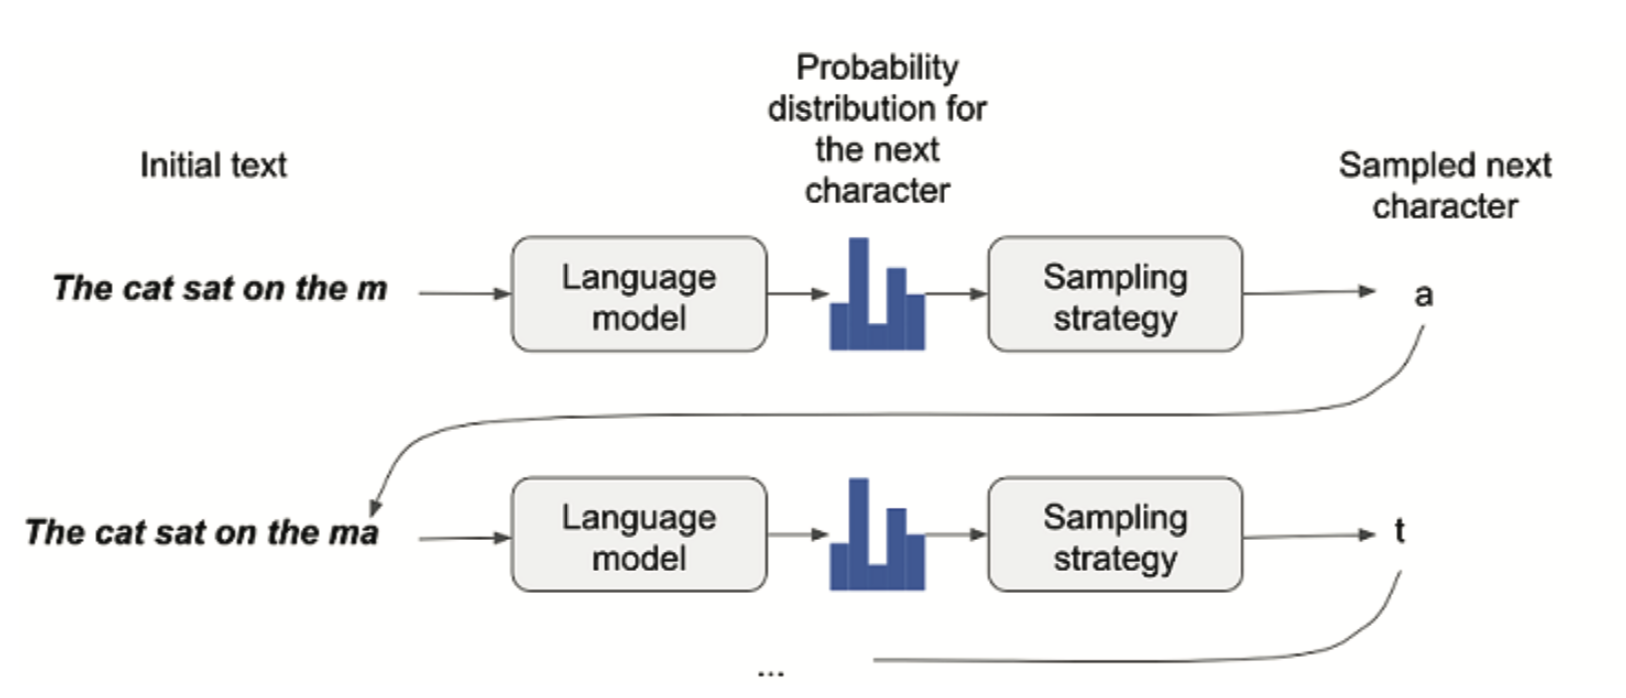 Probability
distribution for
the next
character
Initial text
Sampled next
character
The cat sat on the m
Language
model
Sampling
strategy
a
The cat sat on the ma
Language
model
Sampling
strategy
t
...